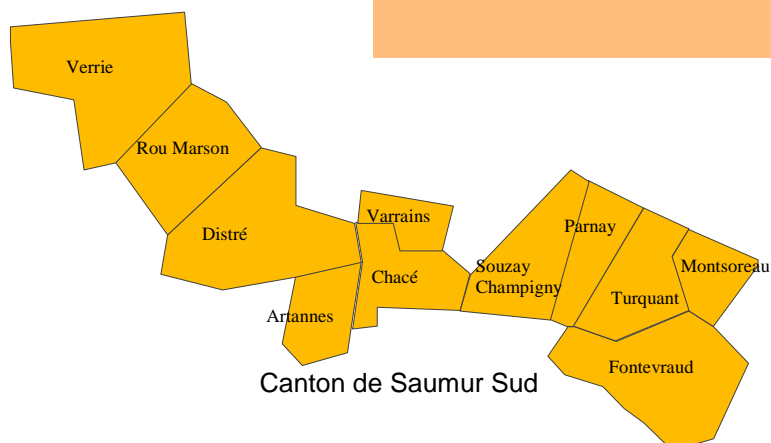 Verrie
Rou Marson
Distré
Varrains
Parnay
Chacé
Souzay
Champigny
Montsoreau
Turquant
Artannes
Fontevraud
Canton de Saumur Sud